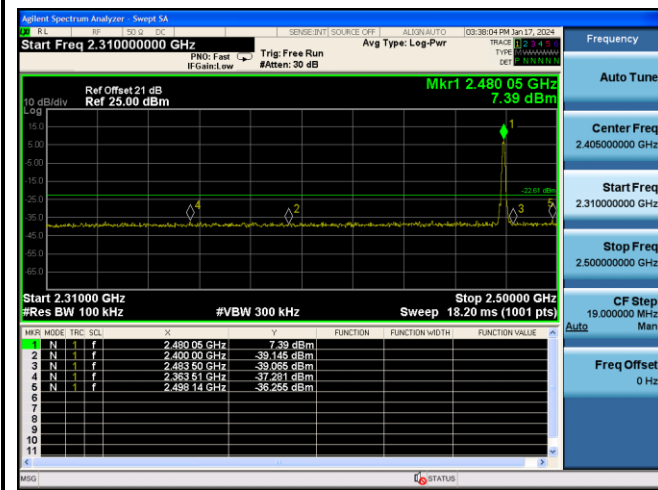 Agilent Spectrum Analyzer - Swept SA
RL RF 50 Ω DC SENSE:INT SOURCE OFF ALIGNAUTO 03:38:04 PM Jan 17, 2024
Start Freq 2.310000000 GHz
PNO: Fast
IFGain:Low
Trig: Free Run
#Atten: 30 dB
Avg Type: Log-Pwr
TRACE 1 2 3 4 5 6
TYPE
DET P N N N N N
Ref Offset 21 dB
10 dB/div Ref 25.00 dBm
Log
Mkr1 2.480 05 GHz
7.39 dBm
15.0
5.00
-5.00
-15.0
-25.0
-35.0
-45.0
-55.0
-65.0
1
-22.61 dBm
4
2
3
5
Start 2.31000 GHz Stop 2.50000 GHz
#Res BW 100 kHz #VBW 300 kHz Sweep 18.20 ms (1001 pts)
MKR MODE TRC SCL X Y FUNCTION FUNCTION WIDTH FUNCTION VALUE
1 N 1 f 2.480 05 GHz 7.39 dBm
2 N 1 f 2.400 00 GHz -39.145 dBm
3 N 1 f 2.483 50 GHz -39.065 dBm
4 N 1 f 2.363 51 GHz -37.281 dBm
5 N 1 f 2.498 14 GHz -36.255 dBm
6
7
8
9
10
11
MSG STATUS
Frequency
Auto Tune
Center Freq
2.405000000 GHz
Start Freq
2.310000000 GHz
Stop Freq
2.500000000 GHz
CF Step
19.000000 MHz
Auto Man
Freq Offset
0 Hz